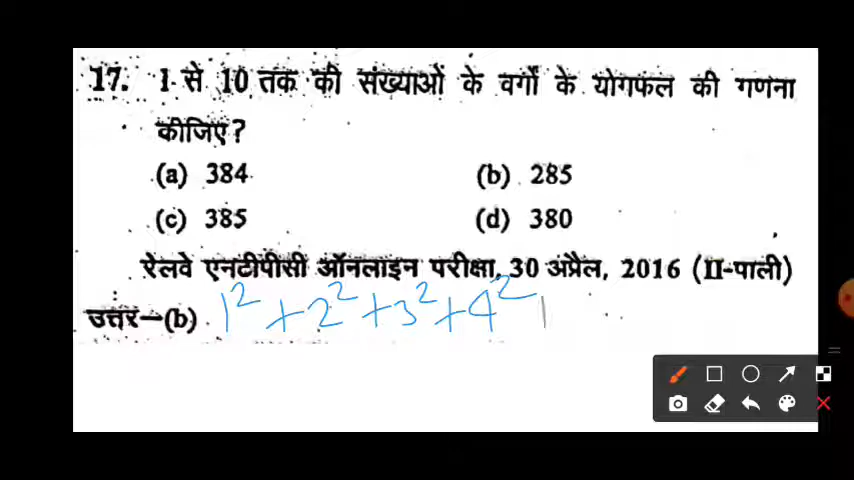 17. 1 से 10 तक की संख्याओं के वर्गों के योगफल की गणना
कीजिए?
(a) 384 (b) 285
(c) 385 (d) 380
रेलवे एनटीपीसी ऑनलाइन परीक्षा, 30 अप्रैल, 2016 (II-पाली)
उत्तर–(b) 1² + 2² + 3² + 4²